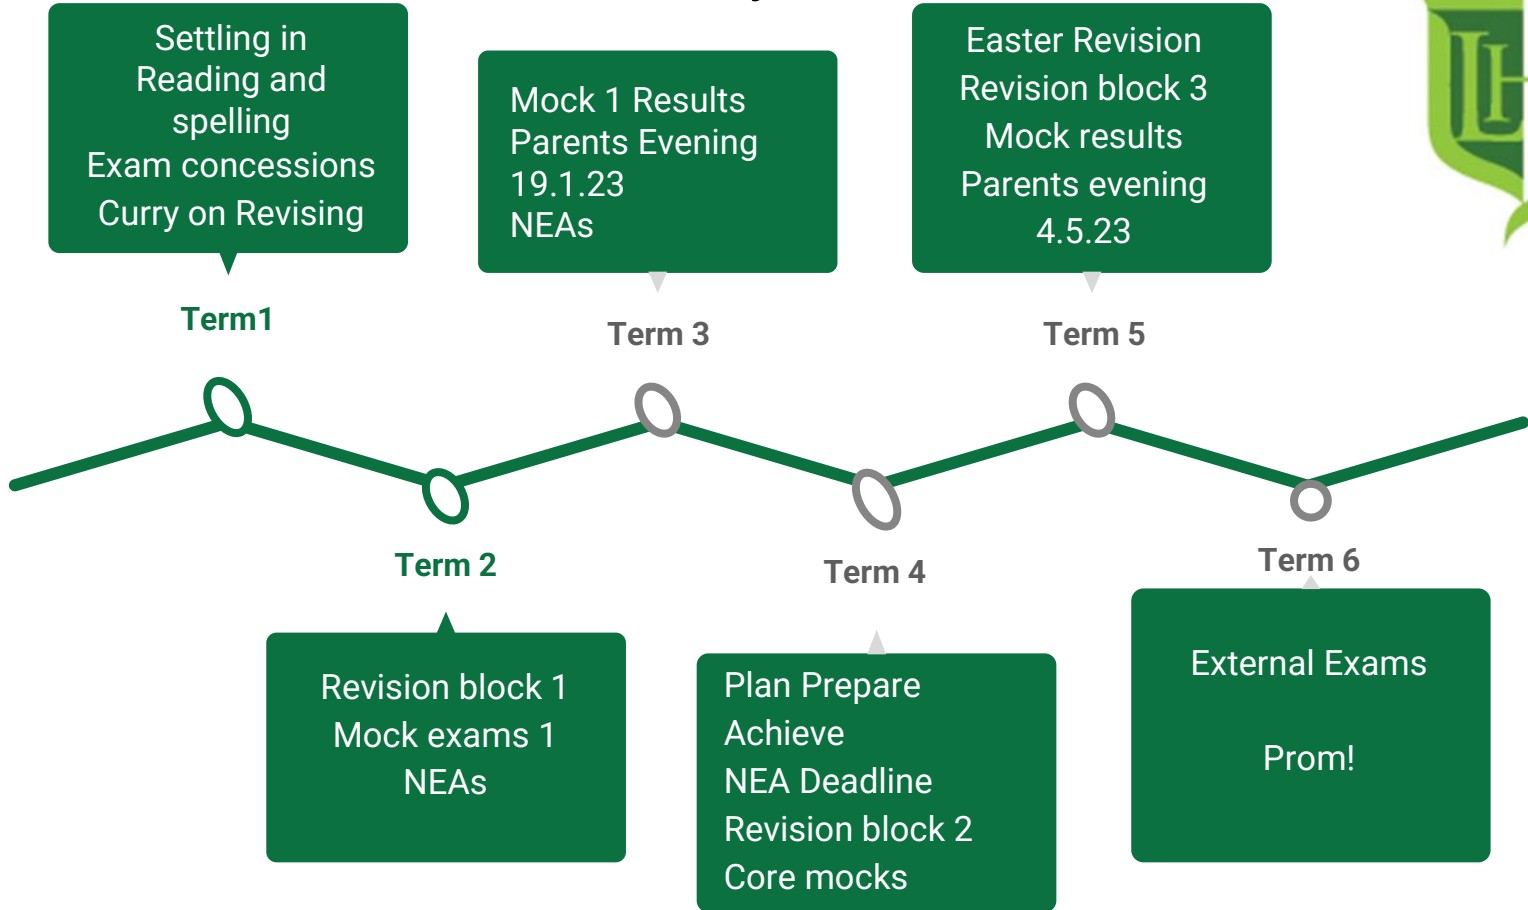 Settling in
Reading and
spelling
Exam concessions
Curry on Revising
Term1
Revision block 1
Mock exams 1
NEAs
Term 2
Mock 1 Results
Parents Evening
19.1.23
NEAs
Term 3
Plan Prepare
Achieve
NEA Deadline
Revision block 2
Core mocks
Term 4
Easter Revision
Revision block 3
Mock results
Parents evening
4.5.23
Term 5
Term 6
External Exams
Prom!